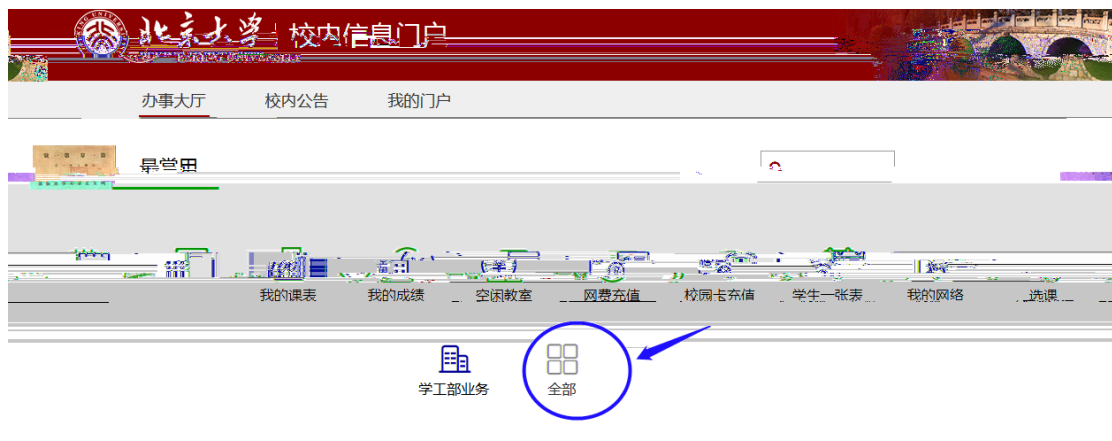 北京大学 校内信息门户
办事大厅 校内公告 我的门户
最常用
我的课表 我的成绩 空闲教室 网费充值 校园卡充值 学生一张表 我的网络 选课
学工部业务 全部